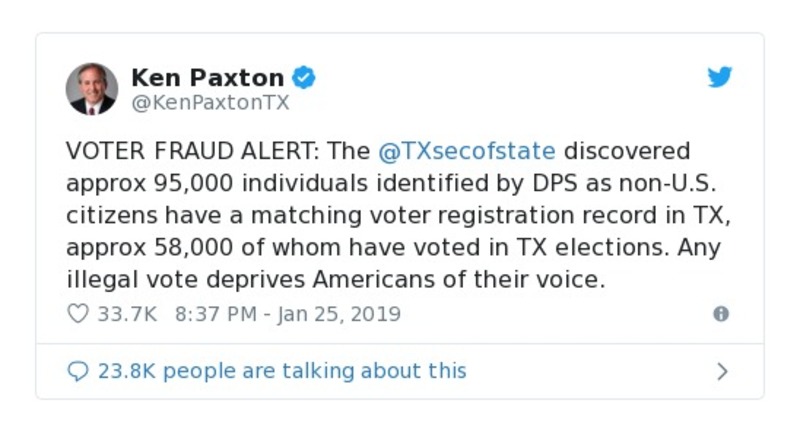 Ken Paxton
@KenPaxtonTX
VOTER FRAUD ALERT: The @TXsecofstate discovered
approx 95,000 individuals identified by DPS as non-U.S.
citizens have a matching voter registration record in TX,
approx 58,000 of whom have voted in TX elections. Any
illegal vote deprives Americans of their voice.
33.7K 8:37 PM - Jan 25, 2019
23.8K people are talking about this